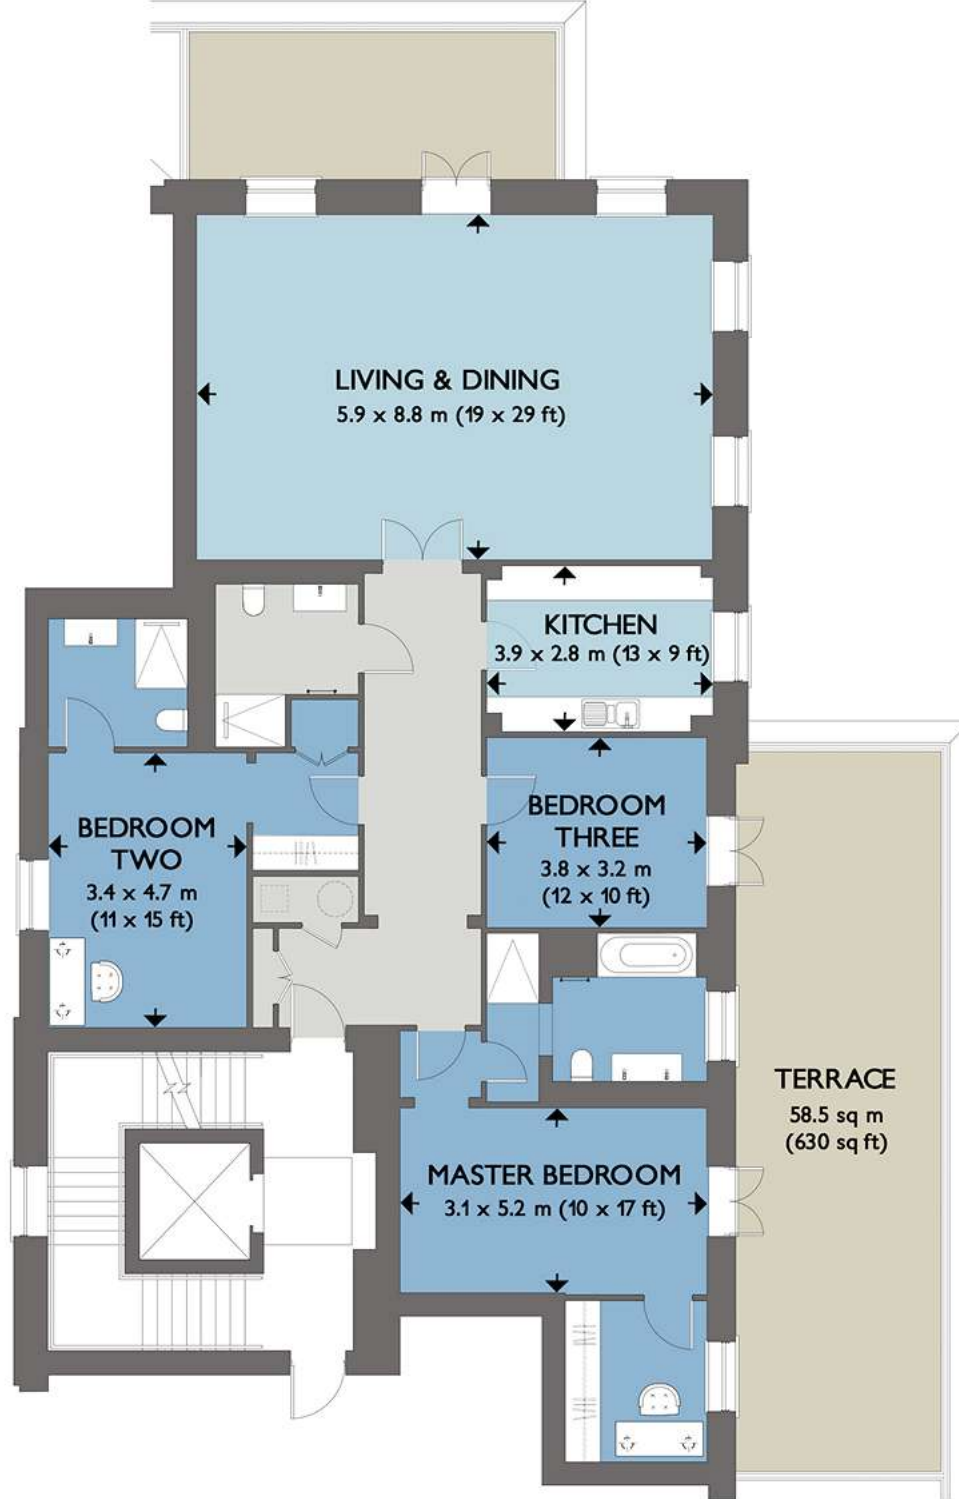 LIVING & DINING
5.9 x 8.8 m (19 x 29 ft)
KITCHEN
3.9 x 2.8 m (13 x 9 ft)
BEDROOM
TWO
3.4 x 4.7 m
(11 x 15 ft)
BEDROOM
THREE
3.8 x 3.2 m
(12 x 10 ft)
TERRACE
58.5 sq m
(630 sq ft)
MASTER BEDROOM
3.1 x 5.2 m (10 x 17 ft)